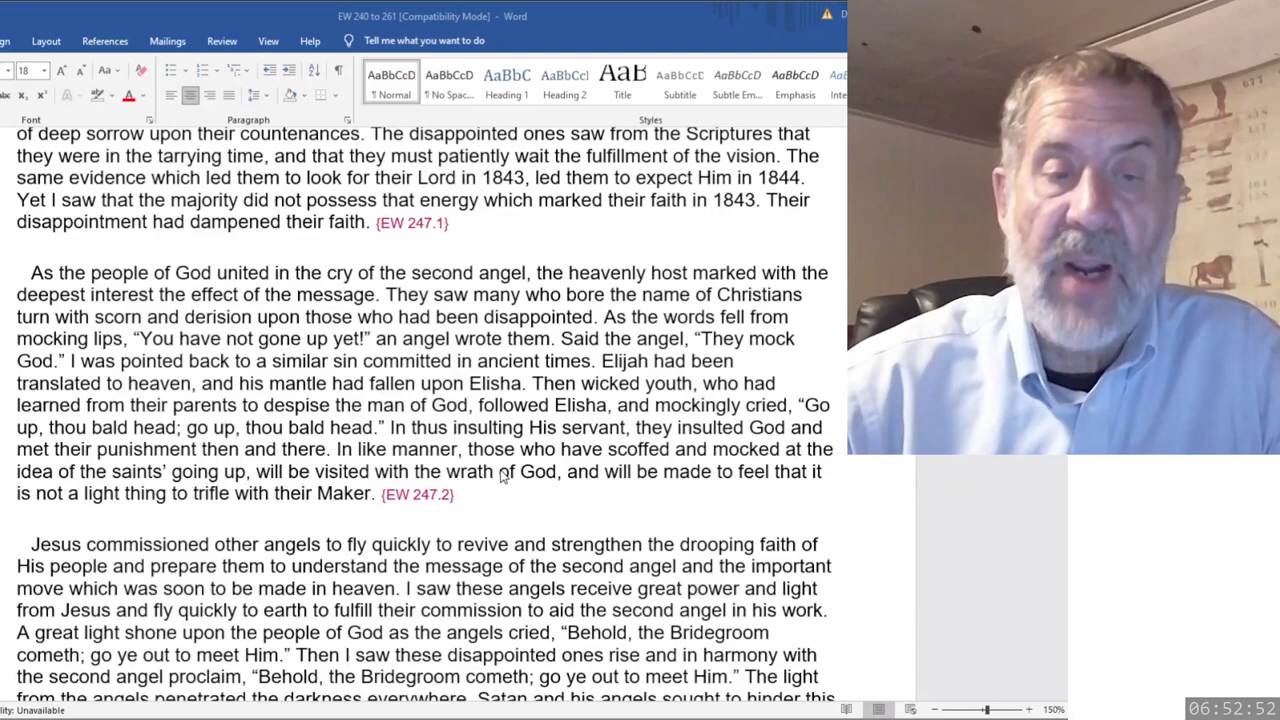 EW 240 to 261 [Compatibility Mode] - Word
Layout References Mailings Review View Help Tell me what you want to do
18 Aa
AaBbCcD AaBbCcD AaBbC AaBbCcl AaB AaBbCcD AaBbCcD AaBbCcD
¶ Normal ¶ No Spac... Heading 1 Heading 2 Title Subtitle Subtle Em... Emphasis
Font Paragraph Styles
of deep sorrow upon their countenances. The disappointed ones saw from the Scriptures that
they were in the tarrying time, and that they must patiently wait the fulfillment of the vision. The
same evidence which led them to look for their Lord in 1843, led them to expect Him in 1844.
Yet I saw that the majority did not possess that energy which marked their faith in 1843. Their
disappointment had dampened their faith. {EW 247.1}
As the people of God united in the cry of the second angel, the heavenly host marked with the
deepest interest the effect of the message. They saw many who bore the name of Christians
turn with scorn and derision upon those who had been disappointed. As the words fell from
mocking lips, “You have not gone up yet!” an angel wrote them. Said the angel, “They mock
God.” I was pointed back to a similar sin committed in ancient times. Elijah had been
translated to heaven, and his mantle had fallen upon Elisha. Then wicked youth, who had
learned from their parents to despise the man of God, followed Elisha, and mockingly cried, “Go
up, thou bald head; go up, thou bald head.” In thus insulting His servant, they insulted God and
met their punishment then and there. In like manner, those who have scoffed and mocked at the
idea of the saints’ going up, will be visited with the wrath of God, and will be made to feel that it
is not a light thing to trifle with their Maker. {EW 247.2}
Jesus commissioned other angels to fly quickly to revive and strengthen the drooping faith of
His people and prepare them to understand the message of the second angel and the important
move which was soon to be made in heaven. I saw these angels receive great power and light
from Jesus and fly quickly to earth to fulfill their commission to aid the second angel in his work.
A great light shone upon the people of God as the angels cried, “Behold, the Bridegroom
cometh; go ye out to meet Him.” Then I saw these disappointed ones rise and in harmony with
the second angel proclaim, “Behold, the Bridegroom cometh; go ye out to meet Him.” The light
from the angels penetrated the darkness everywhere. Satan and his angels sought to hinder this
Unavailable
150%
06:52:52